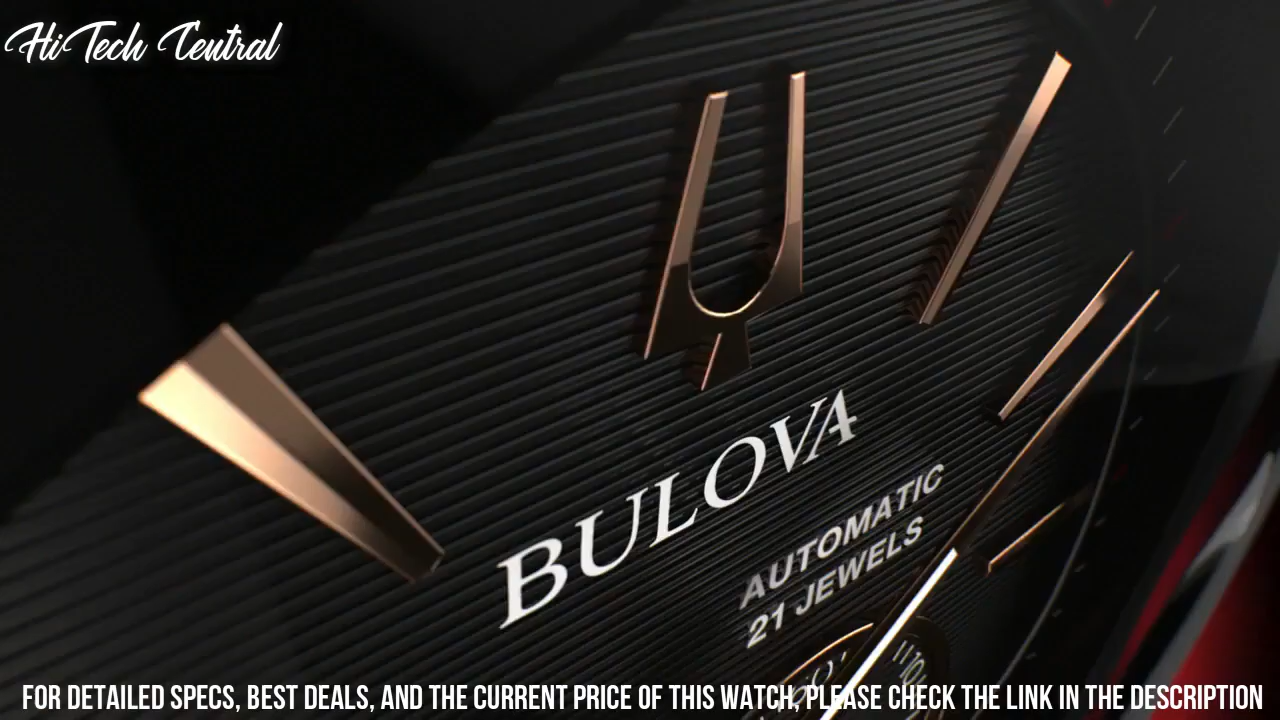 HiTech Central
BULOVA
AUTOMATIC
21 JEWELS
FOR DETAILED SPECS, BEST DEALS, AND THE CURRENT PRICE OF THIS WATCH, PLEASE CHECK THE LINK IN THE DESCRIPTION